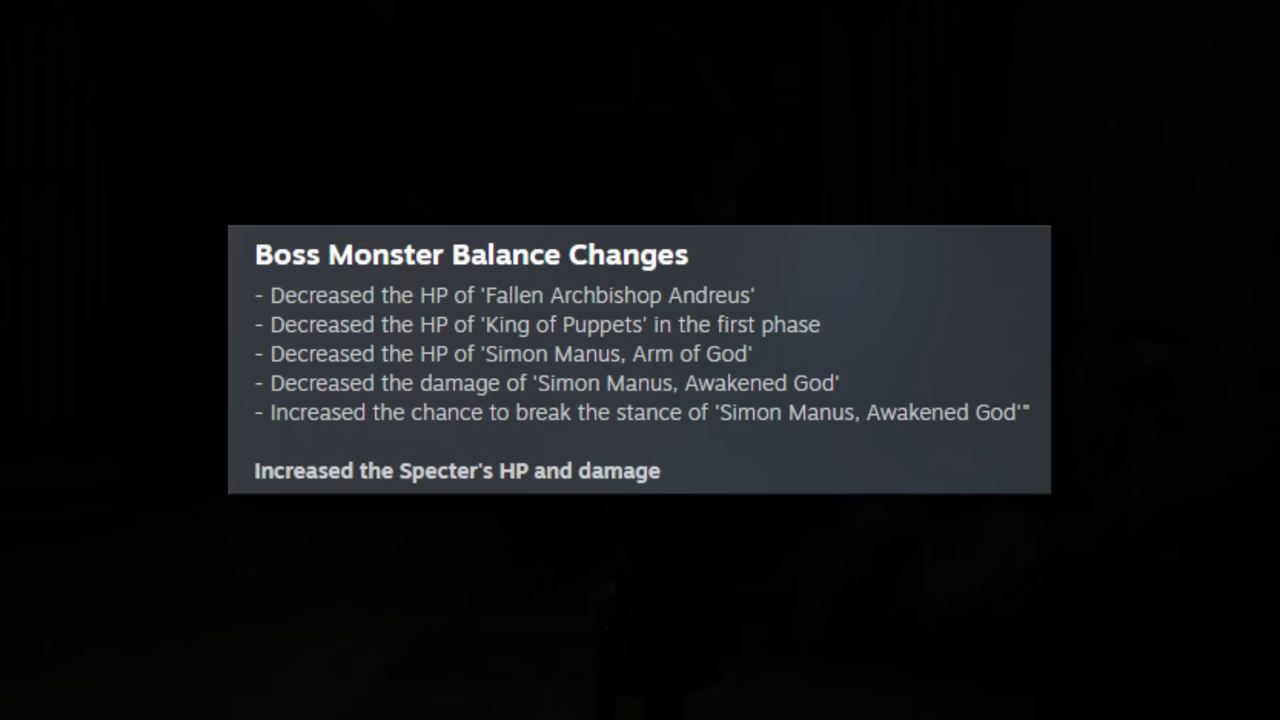 Boss Monster Balance Changes
- Decreased the HP of 'Fallen Archbishop Andreus'
- Decreased the HP of 'King of Puppets' in the first phase
- Decreased the HP of 'Simon Manus, Arm of God'
- Decreased the damage of 'Simon Manus, Awakened God'
- Increased the chance to break the stance of 'Simon Manus, Awakened God'"
Increased the Specter's HP and damage